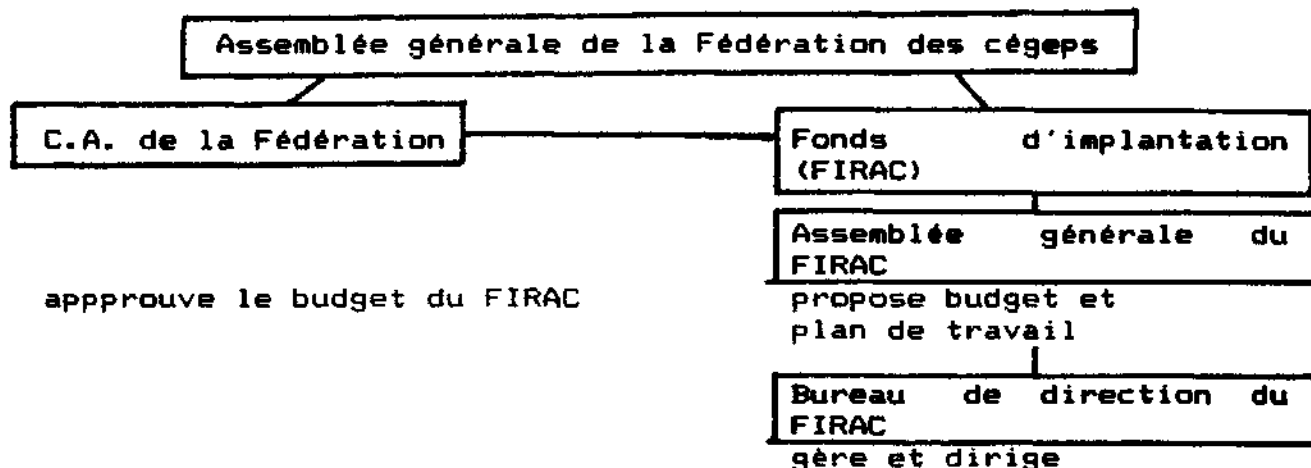 Assemblée générale de la Fédération des cégeps
C.A. de la Fédération
Fonds d'implantation
(FIRAC)
Assemblée générale du
FIRAC
appprouve le budget du FIRAC
propose budget et
plan de travail
Bureau de direction du
FIRAC
gère et dirige